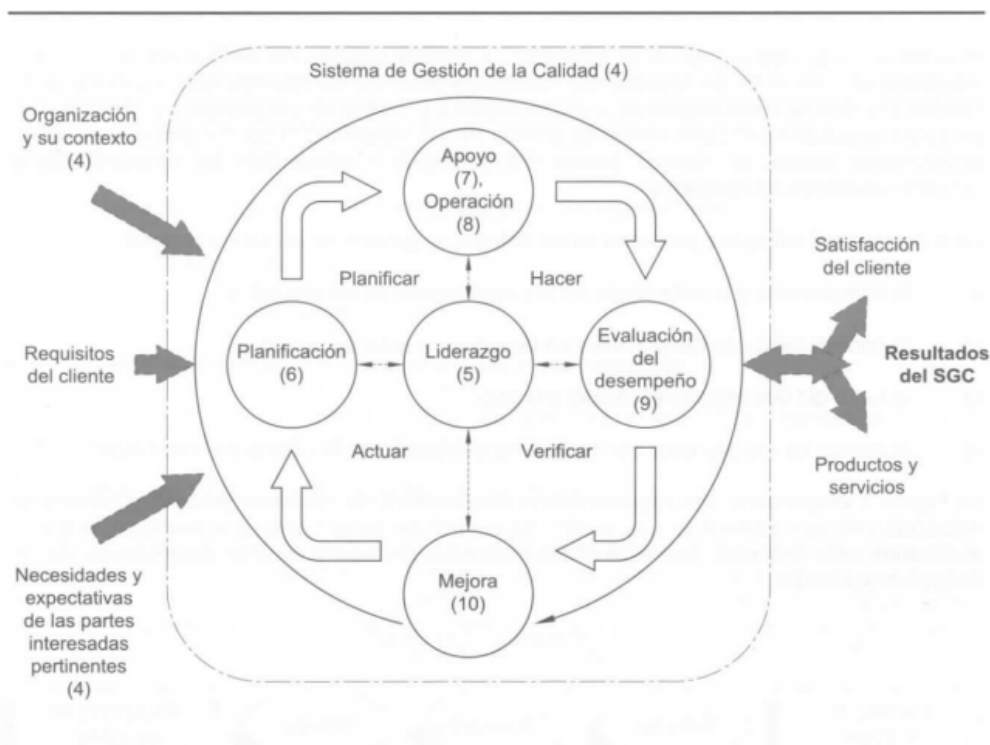 Sistema de Gestión de la Calidad (4)
Organización
y su contexto
(4)
Requisitos
del cliente
Necesidades y
expectativas
de las partes
interesadas
pertinentes
(4)
Apoyo
(7),
Operación
(8)
Planificar
Hacer
Planificación
(6)
Liderazgo
(5)
Evaluación
del
desempeño
(9)
Actuar
Verificar
Mejora
(10)
Satisfacción
del cliente
Resultados
del SGC
Productos y
servicios